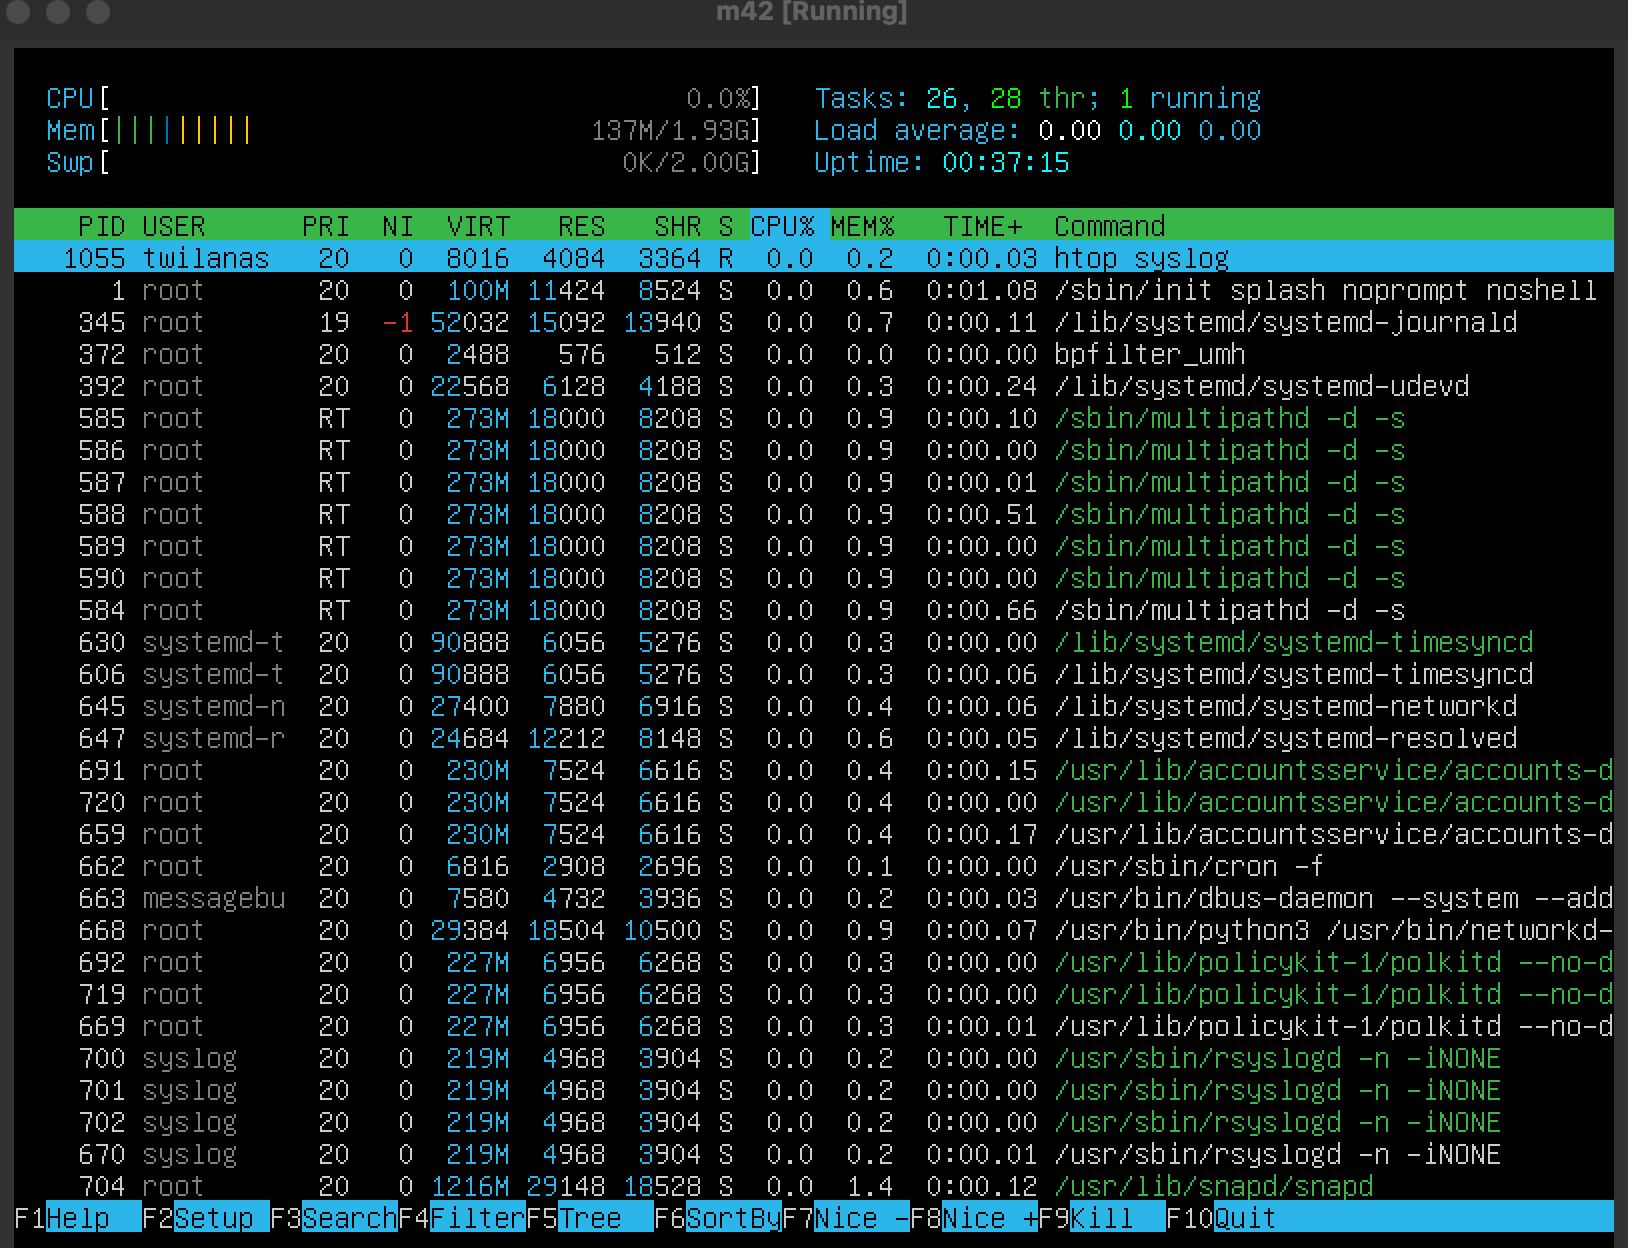 m42 [Running]
CPU[ 0.0%] Tasks: 26, 28 thr; 1 running
Mem[||||||||| 137M/1.93G] Load average: 0.00 0.00 0.00
Swp[ 0K/2.00G] Uptime: 00:37:15
PID USER PRI NI VIRT RES SHR S CPU% MEM% TIME+ Command
1055 twilanas 20 0 8016 4084 3364 R 0.0 0.2 0:00.03 htop syslog
1 root 20 0 100M 11424 8524 S 0.0 0.6 0:01.08 /sbin/init splash noprompt noshell
345 root 19 -1 52032 15092 13940 S 0.0 0.7 0:00.11 /lib/systemd/systemd-journald
372 root 20 0 2488 576 512 S 0.0 0.0 0:00.00 bpfilter_umh
392 root 20 0 22568 6128 4188 S 0.0 0.3 0:00.24 /lib/systemd/systemd-udevd
585 root RT 0 273M 18000 8208 S 0.0 0.9 0:00.10 /sbin/multipathd -d -s
586 root RT 0 273M 18000 8208 S 0.0 0.9 0:00.00 /sbin/multipathd -d -s
587 root RT 0 273M 18000 8208 S 0.0 0.9 0:00.01 /sbin/multipathd -d -s
588 root RT 0 273M 18000 8208 S 0.0 0.9 0:00.51 /sbin/multipathd -d -s
589 root RT 0 273M 18000 8208 S 0.0 0.9 0:00.00 /sbin/multipathd -d -s
590 root RT 0 273M 18000 8208 S 0.0 0.9 0:00.00 /sbin/multipathd -d -s
584 root RT 0 273M 18000 8208 S 0.0 0.9 0:00.66 /sbin/multipathd -d -s
630 systemd-t 20 0 90888 6056 5276 S 0.0 0.3 0:00.00 /lib/systemd/systemd-timesyncd
606 systemd-t 20 0 90888 6056 5276 S 0.0 0.3 0:00.06 /lib/systemd/systemd-timesyncd
645 systemd-n 20 0 27400 7880 6916 S 0.0 0.4 0:00.06 /lib/systemd/systemd-networkd
647 systemd-r 20 0 24684 12212 8148 S 0.0 0.6 0:00.05 /lib/systemd/systemd-resolved
691 root 20 0 230M 7524 6616 S 0.0 0.4 0:00.15 /usr/lib/accountsservice/accounts-d
720 root 20 0 230M 7524 6616 S 0.0 0.4 0:00.00 /usr/lib/accountsservice/accounts-d
659 root 20 0 230M 7524 6616 S 0.0 0.4 0:00.17 /usr/lib/accountsservice/accounts-d
662 root 20 0 6816 2908 2696 S 0.0 0.1 0:00.00 /usr/sbin/cron -f
663 messagebu 20 0 7580 4732 3936 S 0.0 0.2 0:00.03 /usr/bin/dbus-daemon --system --add
668 root 20 0 29384 18504 10500 S 0.0 0.9 0:00.07 /usr/bin/python3 /usr/bin/networkd-
692 root 20 0 227M 6956 6268 S 0.0 0.3 0:00.00 /usr/lib/policykit-1/polkitd --no-d
719 root 20 0 227M 6956 6268 S 0.0 0.3 0:00.00 /usr/lib/policykit-1/polkitd --no-d
669 root 20 0 227M 6956 6268 S 0.0 0.3 0:00.01 /usr/lib/policykit-1/polkitd --no-d
700 syslog 20 0 219M 4968 3904 S 0.0 0.2 0:00.00 /usr/sbin/rsyslogd -n -iNONE
701 syslog 20 0 219M 4968 3904 S 0.0 0.2 0:00.00 /usr/sbin/rsyslogd -n -iNONE
702 syslog 20 0 219M 4968 3904 S 0.0 0.2 0:00.00 /usr/sbin/rsyslogd -n -iNONE
670 syslog 20 0 219M 4968 3904 S 0.0 0.2 0:00.01 /usr/sbin/rsyslogd -n -iNONE
704 root 20 0 1216M 29148 18528 S 0.0 1.4 0:00.12 /usr/lib/snapd/snapd
F1Help F2Setup F3SearchF4FilterF5Tree F6SortByF7Nice -F8Nice +F9Kill F10Quit